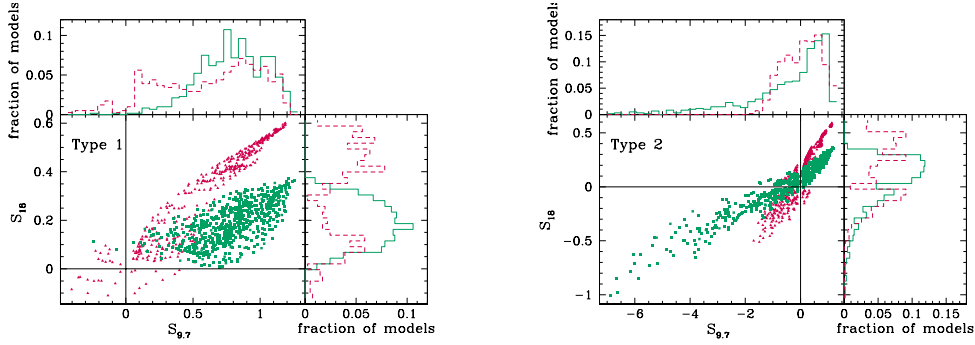 fraction of models
0.1
0.05
0
0.6
0.4
0.2
0
S18
Type 1
0 0.5 1
S9.7
0 0.05 0.1
fraction of models
fraction of models
0.15
0.1
0.05
0
0.5
0
−0.5
−1
S18
Type 2
−6 −4 −2 0
S9.7
0 0.05 0.1 0.15
fraction of models